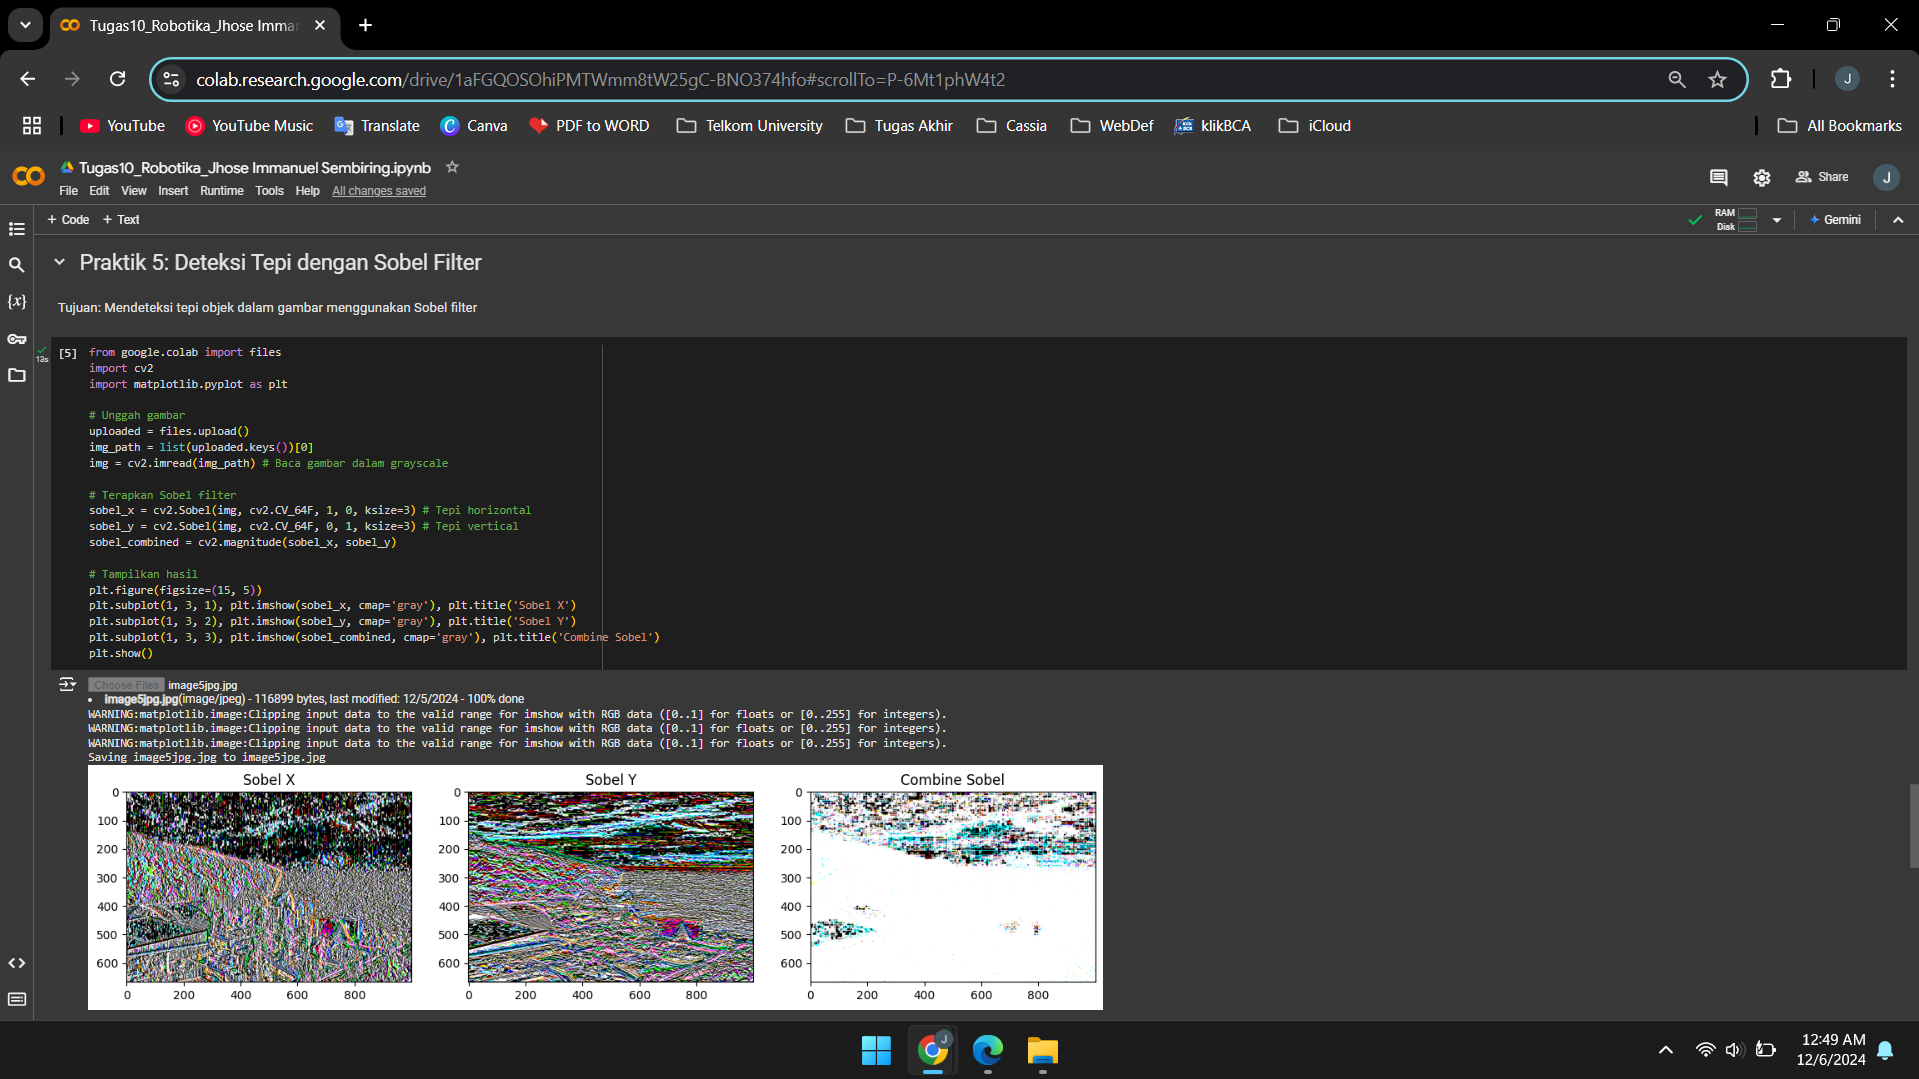 Tugas10_Robotika_Jhose Imma
colab.research.google.com/drive/1aFGQOSOhiPMTWmm8tW25gC-BNO374hfo#scrollTo=P-6Mt1phW4t2
J
YouTube YouTube Music Translate Canva PDF to WORD Telkom University Tugas Akhir Cassia WebDef klikBCA iCloud All Bookmarks
Tugas10_Robotika_Jhose Immanuel Sembiring.ipynb
File Edit View Insert Runtime Tools Help All changes saved
Share
J
+ Code + Text
RAM
Disk
Gemini
Praktik 5: Deteksi Tepi dengan Sobel Filter
Tujuan: Mendeteksi tepi objek dalam gambar menggunakan Sobel filter
13s
[5] from google.colab import files
import cv2
import matplotlib.pyplot as plt
# Unggah gambar
uploaded = files.upload()
img_path = list(uploaded.keys())[0]
img = cv2.imread(img_path) # Baca gambar dalam grayscale
# Terapkan Sobel filter
sobel_x = cv2.Sobel(img, cv2.CV_64F, 1, 0, ksize=3) # Tepi horizontal
sobel_y = cv2.Sobel(img, cv2.CV_64F, 0, 1, ksize=3) # Tepi vertical
sobel_combined = cv2.magnitude(sobel_x, sobel_y)
# Tampilkan hasil
plt.figure(figsize=(15, 5))
plt.subplot(1, 3, 1), plt.imshow(sobel_x, cmap='gray'), plt.title('Sobel X')
plt.subplot(1, 3, 2), plt.imshow(sobel_y, cmap='gray'), plt.title('Sobel Y')
plt.subplot(1, 3, 3), plt.imshow(sobel_combined, cmap='gray'), plt.title('Combine Sobel')
plt.show()
Choose Files image5jpg.jpg
• image5jpg.jpg(image/jpeg) - 116899 bytes, last modified: 12/5/2024 - 100% done
WARNING:matplotlib.image:Clipping input data to the valid range for imshow with RGB data ([0..1] for floats or [0..255] for integers).
WARNING:matplotlib.image:Clipping input data to the valid range for imshow with RGB data ([0..1] for floats or [0..255] for integers).
WARNING:matplotlib.image:Clipping input data to the valid range for imshow with RGB data ([0..1] for floats or [0..255] for integers).
Saving image5jpg.jpg to image5jpg.jpg
Sobel X Sobel Y Combine Sobel
0 0 0
100 100 100
200 200 200
300 300 300
400 400 400
500 500 500
600 600 600
0 200 400 600 800 0 200 400 600 800 0 200 400 600 800
J
12:49 AM
12/6/2024